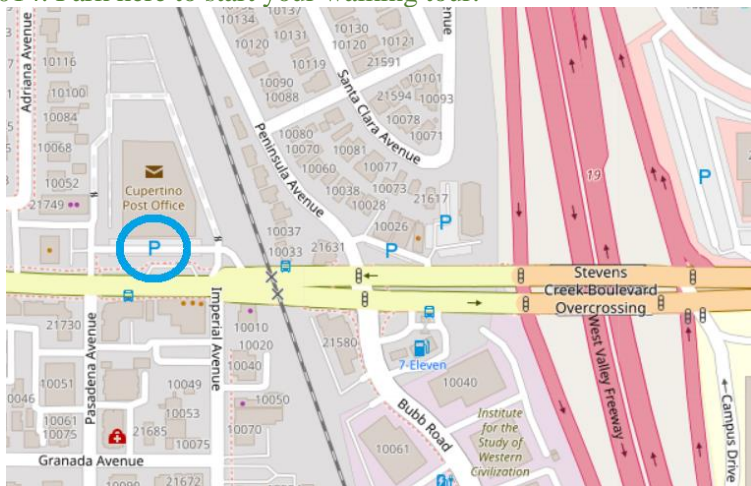 Park here to start your walking tour.
Adriana Avenue
10116
10100
10084
10068
10052
21749
Cupertino
Post Office
P
10134
10137
10131
10120
10119
10130
10120
10121
21591
10090
10088
Santa Clara Avenue
10101
21594
10093
10078
10071
Peninsula Avenue
10080
10070
10060
10081
10077
10038
10028
10073
10026
21617
P
P
10037
10033
21631
19
P
Stevens
Creek Boulevard
Overcrossing
West Valley Freeway
Campus Drive
21730
Pasadena Avenue
Imperial Avenue
10010
10020
10040
10050
10070
21580
7-Eleven
10040
10061
Bubb Road
Institute
for the
Study of
Western
Civilization
10051
10046
10061
10075
10049
10053
21685
10075
Granada Avenue
21672